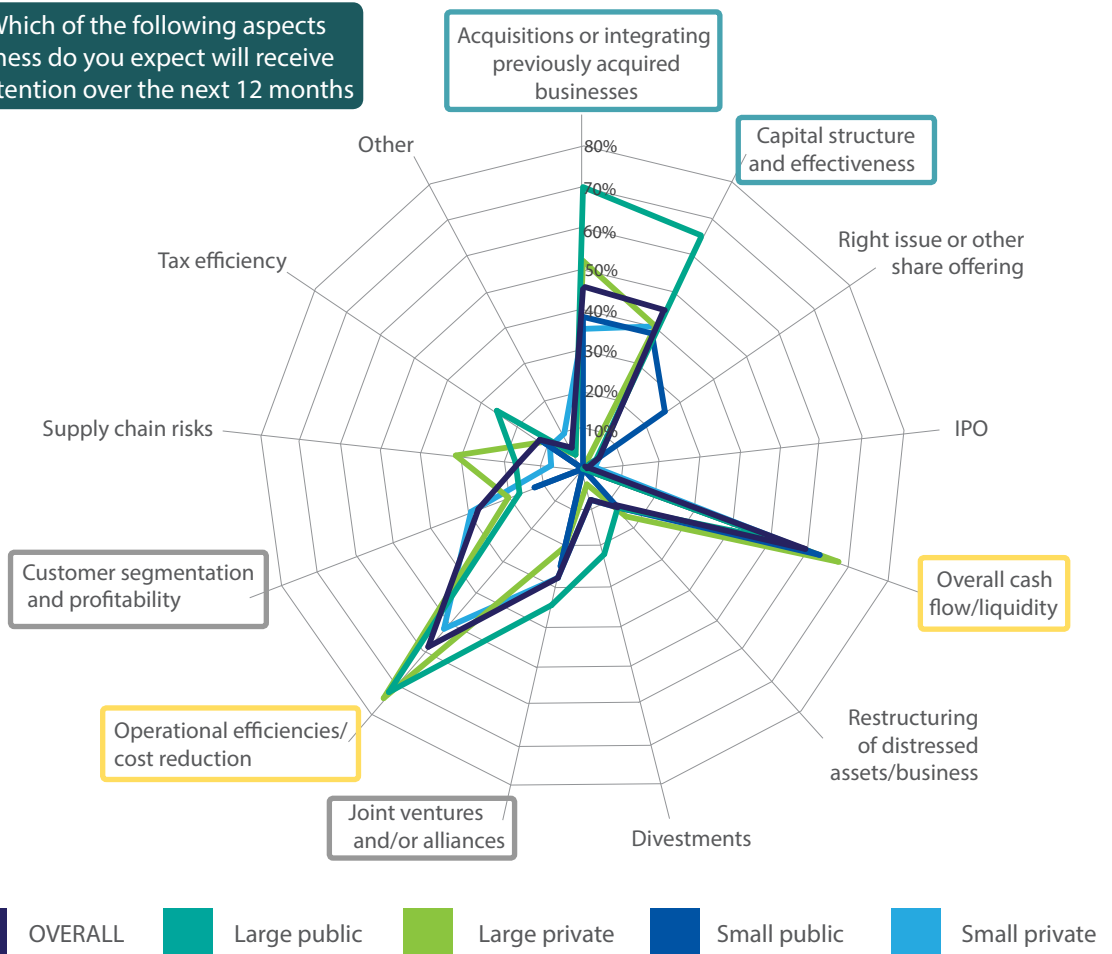 Which of the following aspects
ness do you expect will receive
tention over the next 12 months
Acquisitions or integrating
previously acquired
businesses
Capital structure
and effectiveness
Right issue or other
share offering
IPO
Overall cash
flow/liquidity
Restructuring
of distressed
assets/business
Divestments
Joint ventures
and/or alliances
Operational efficiencies/
cost reduction
Customer segmentation
and profitability
Supply chain risks
Tax efficiency
Other
80%
70%
60%
50%
40%
30%
20%
10%
OVERALL
Large public
Large private
Small public
Small private